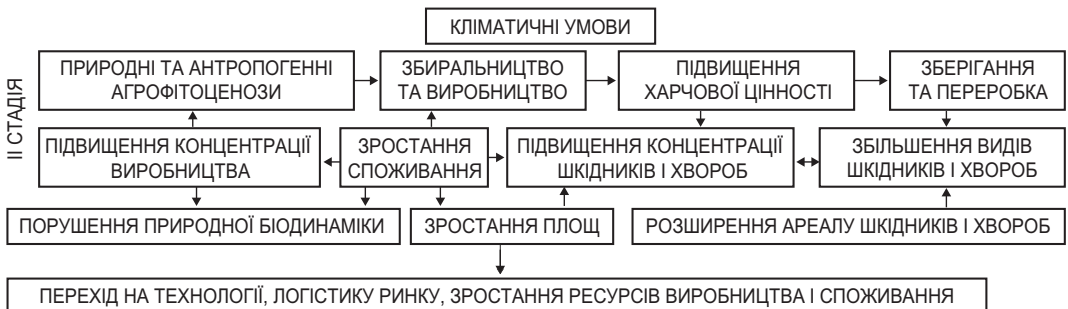 КЛІМАТИЧНІ УМОВИ
ІІ СТАДІЯ
ПРИРОДНІ ТА АНТРОПОГЕННІ
АГРОФІТОЦЕНОЗИ
ЗБИРАЛЬНИЦТВО
ТА ВИРОБНИЦТВО
ПІДВИЩЕННЯ
ХАРЧОВОЇ ЦІННОСТІ
ЗБЕРІГАННЯ
ТА ПЕРЕРОБКА
ПІДВИЩЕННЯ КОНЦЕНТРАЦІЇ
ВИРОБНИЦТВА
ЗРОСТАННЯ
СПОЖИВАННЯ
ПІДВИЩЕННЯ КОНЦЕНТРАЦІЇ
ШКІДНИКІВ І ХВОРОБ
ЗБІЛЬШЕННЯ ВИДІВ
ШКІДНИКІВ І ХВОРОБ
ПОРУШЕННЯ ПРИРОДНОЇ БІОДИНАМІКИ
ЗРОСТАННЯ ПЛОЩ
РОЗШИРЕННЯ АРЕАЛУ ШКІДНИКІВ І ХВОРОБ
ПЕРЕХІД НА ТЕХНОЛОГІЇ, ЛОГІСТИКУ РИНКУ, ЗРОСТАННЯ РЕСУРСІВ ВИРОБНИЦТВА І СПОЖИВАННЯ